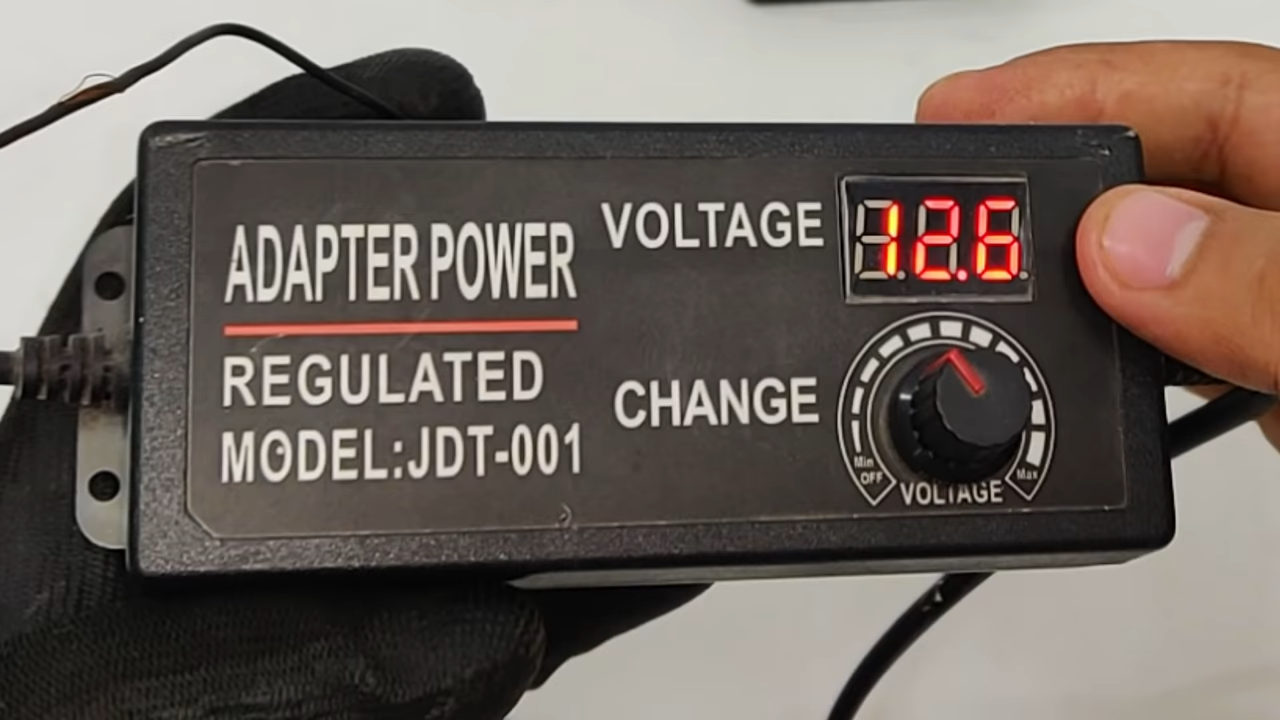 ADAPTER POWER
REGULATED
MODEL:JDT-001
VOLTAGE
12.6
CHANGE
Min
OFF
VOLTAGE
Max